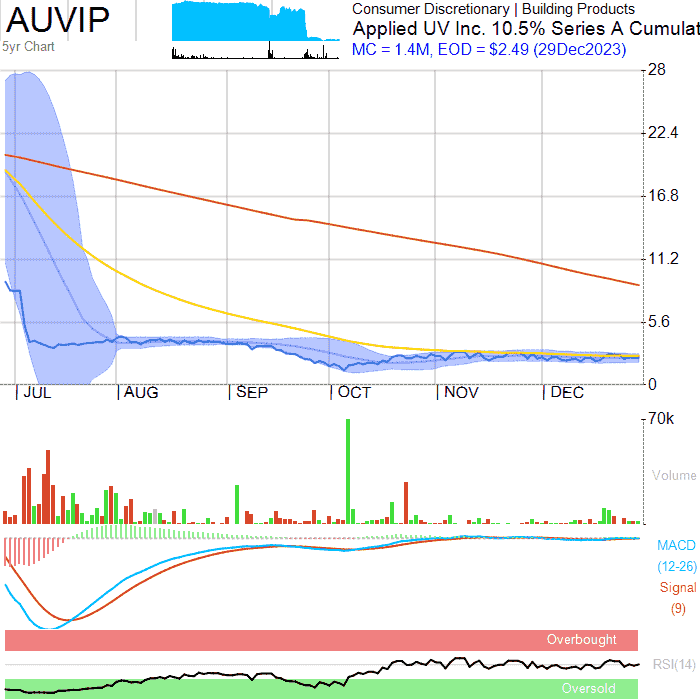 AUVIP
5yr Chart
Consumer Discretionary | Building Products
Applied UV Inc. 10.5% Series A Cumulat
MC = 1.4M, EOD = $2.49 (29Dec2023)
28
22.4
16.8
11.2
5.6
0
JUL
AUG
SEP
OCT
NOV
DEC
70k
Volume
MACD
(12-26)
Signal
(9)
Overbought
RSI(14)
Oversold